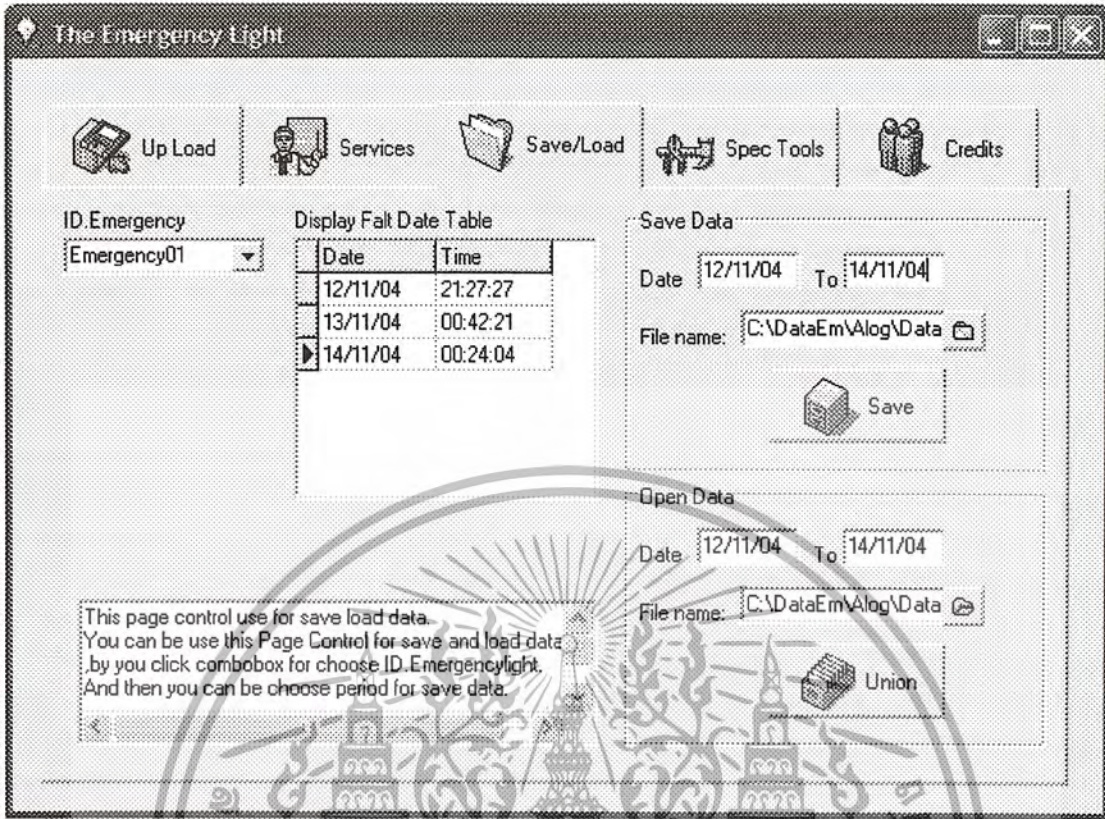 The Emergency Light
Up Load
Services
Save/Load
Spec Tools
Credits
ID.Emergency
Emergency01
Display Falt Date Table
Date Time
12/11/04 21:27:27
13/11/04 00:42:21
14/11/04 00:24:04
This page control use for save load data.
You can be use this Page Control for save and load data
,by you click combobox for choose ID.Emergencylight.
And then you can be choose period for save data.
Save Data
Date 12/11/04 To 14/11/04
File name: C:\DataEm\Alog\Data
Save
Open Data
Date 12/11/04 To 14/11/04
File name: C:\DataEm\Alog\Data
Union